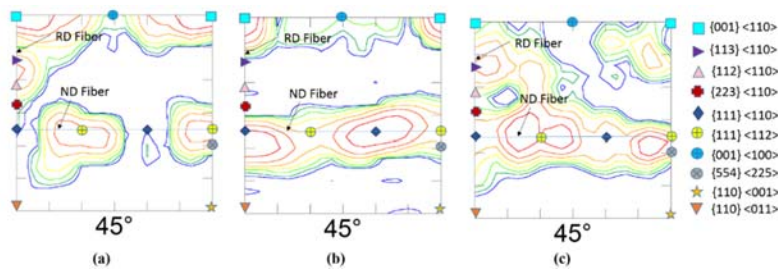 RD Fiber
ND Fiber
45°
(a)
RD Fiber
ND Fiber
45°
(b)
RD Fiber
ND Fiber
45°
(c)
{001} <110>
{113} <110>
{112} <110>
{223} <110>
{111} <110>
{111} <112>
{001} <100>
{554} <225>
{110} <001>
{110} <011>